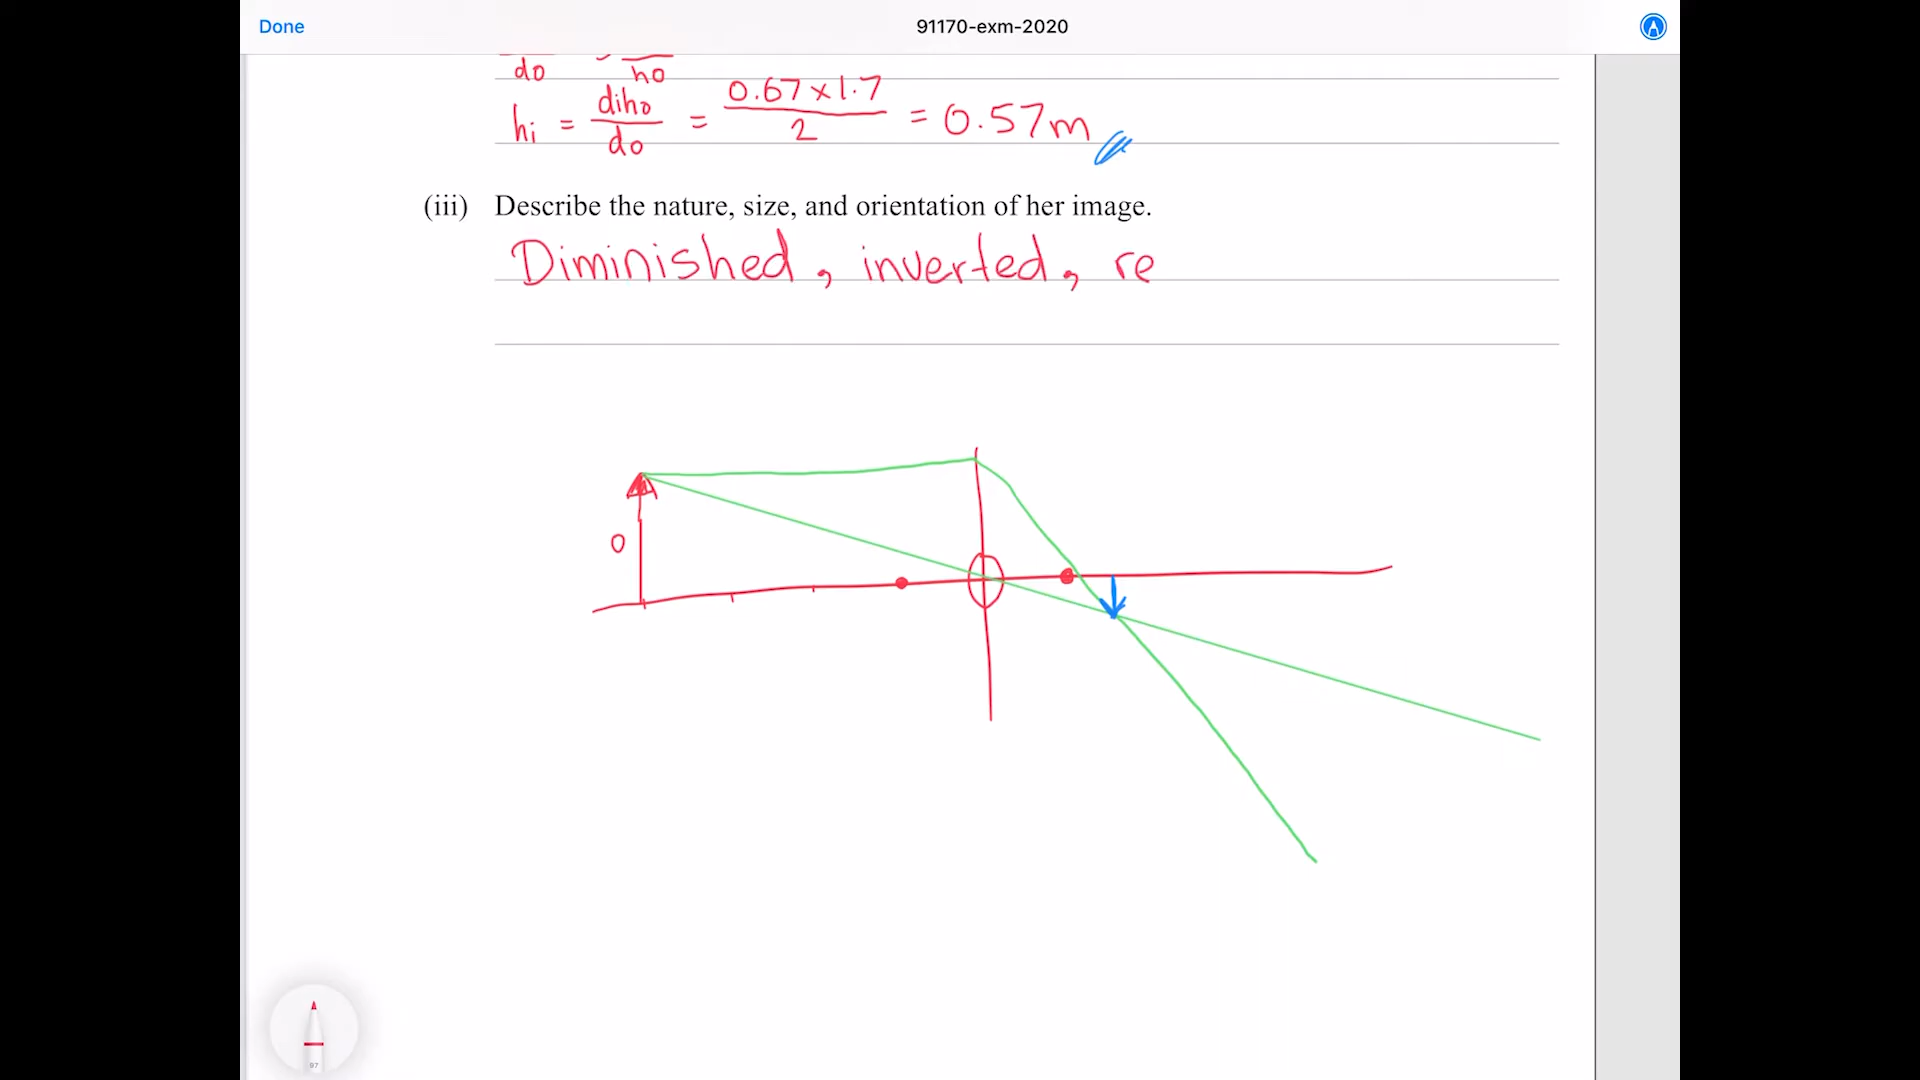 Done
91170-exm-2020
do ho
hi = diho / do = 0.67 x 1.7 / 2 = 0.57m
(iii) Describe the nature, size, and orientation of her image.
Diminished, inverted, re
O
97